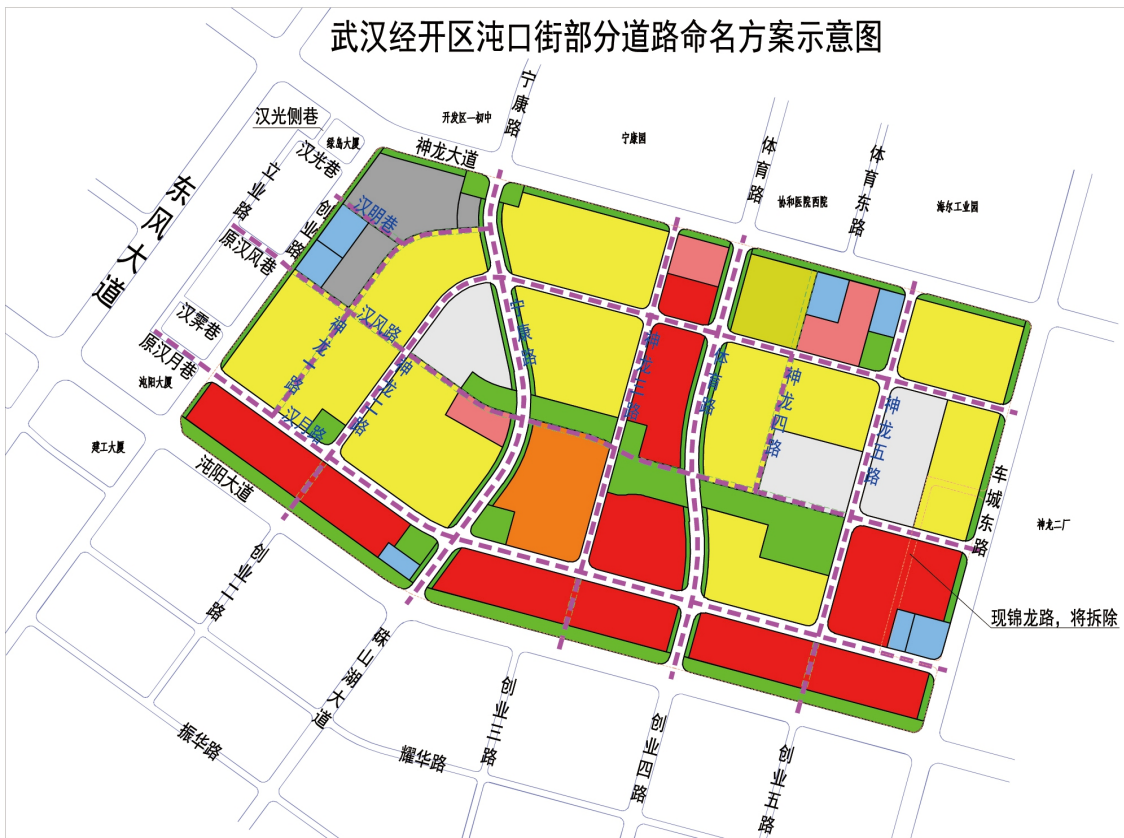 武汉经开区沌口街部分道路命名方案示意图
宁康路
开发区一初中
宁康园
体育路
体育东路
协和医院西院
海尔工业园
汉光侧巷
绿岛大厦
神龙大道
汉光巷
立业路
创业路
东风大道
汉明巷
原汉风巷
汉风路
汉霁巷
原汉月巷
沌阳大厦
建工大厦
沌阳大道
神龙一路
神龙二路
汉月路
宁康路
神龙三路
体育路
神龙四路
神龙五路
车城东路
神龙二厂
现锦龙路，将拆除
创业二路
硃山湖大道
创业三路
创业四路
创业五路
振华路
耀华路